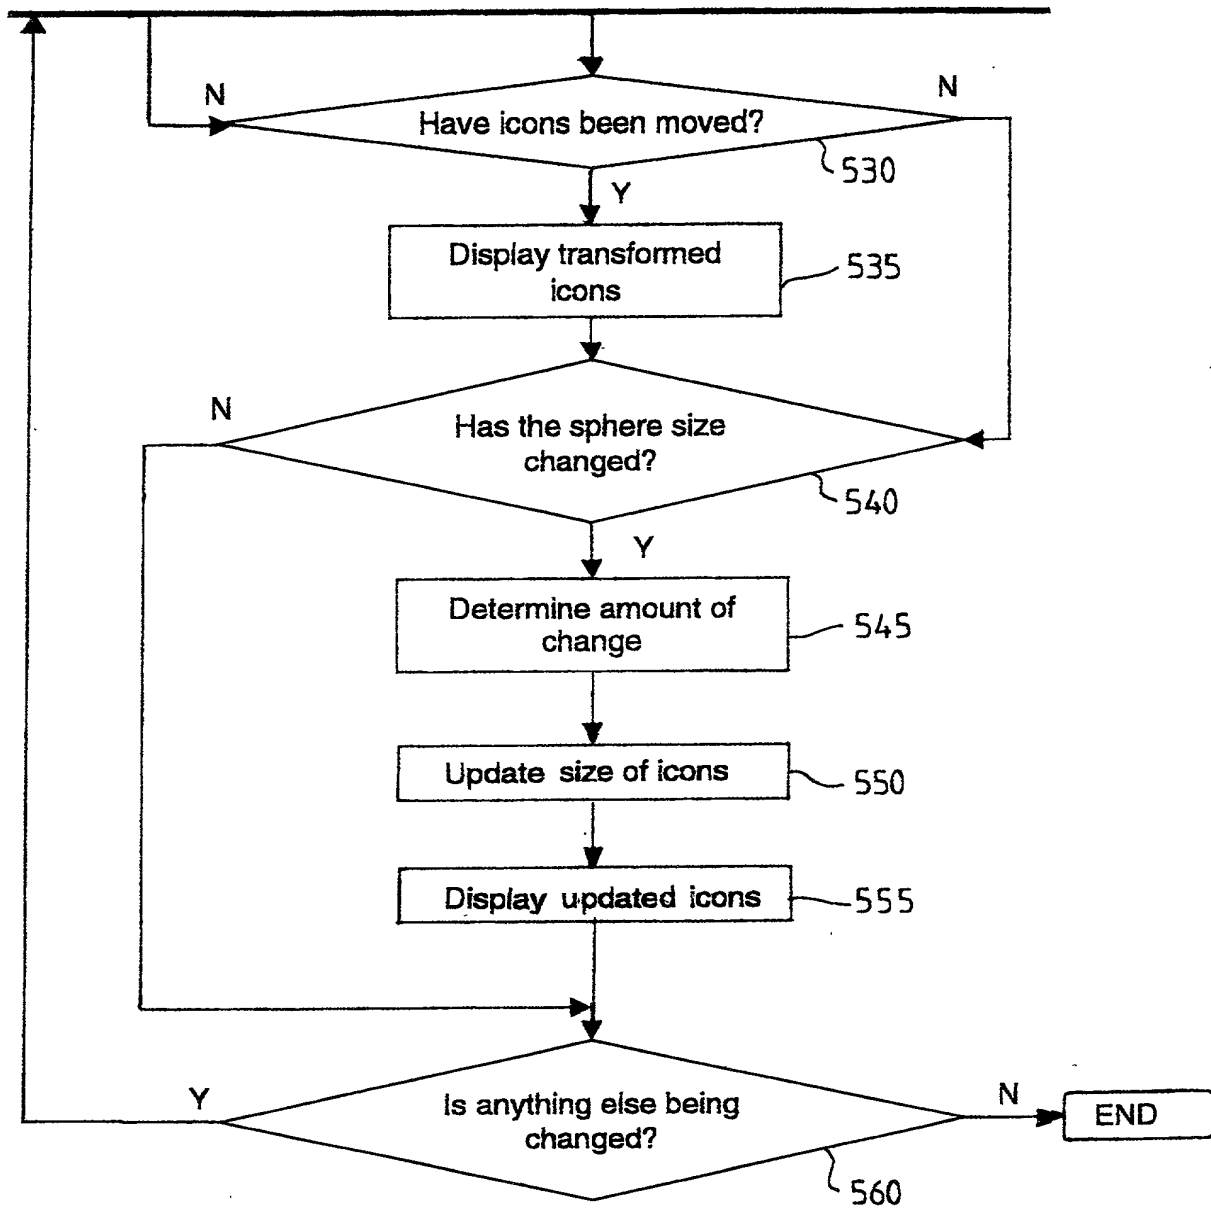 N
N
Have icons been moved?
530
Y
Display transformed
icons
535
N
Has the sphere size
changed?
540
Y
Determine amount of
change
545
Update size of icons
550
Display updated icons
555
Y
Is anything else being
changed?
N
END
560